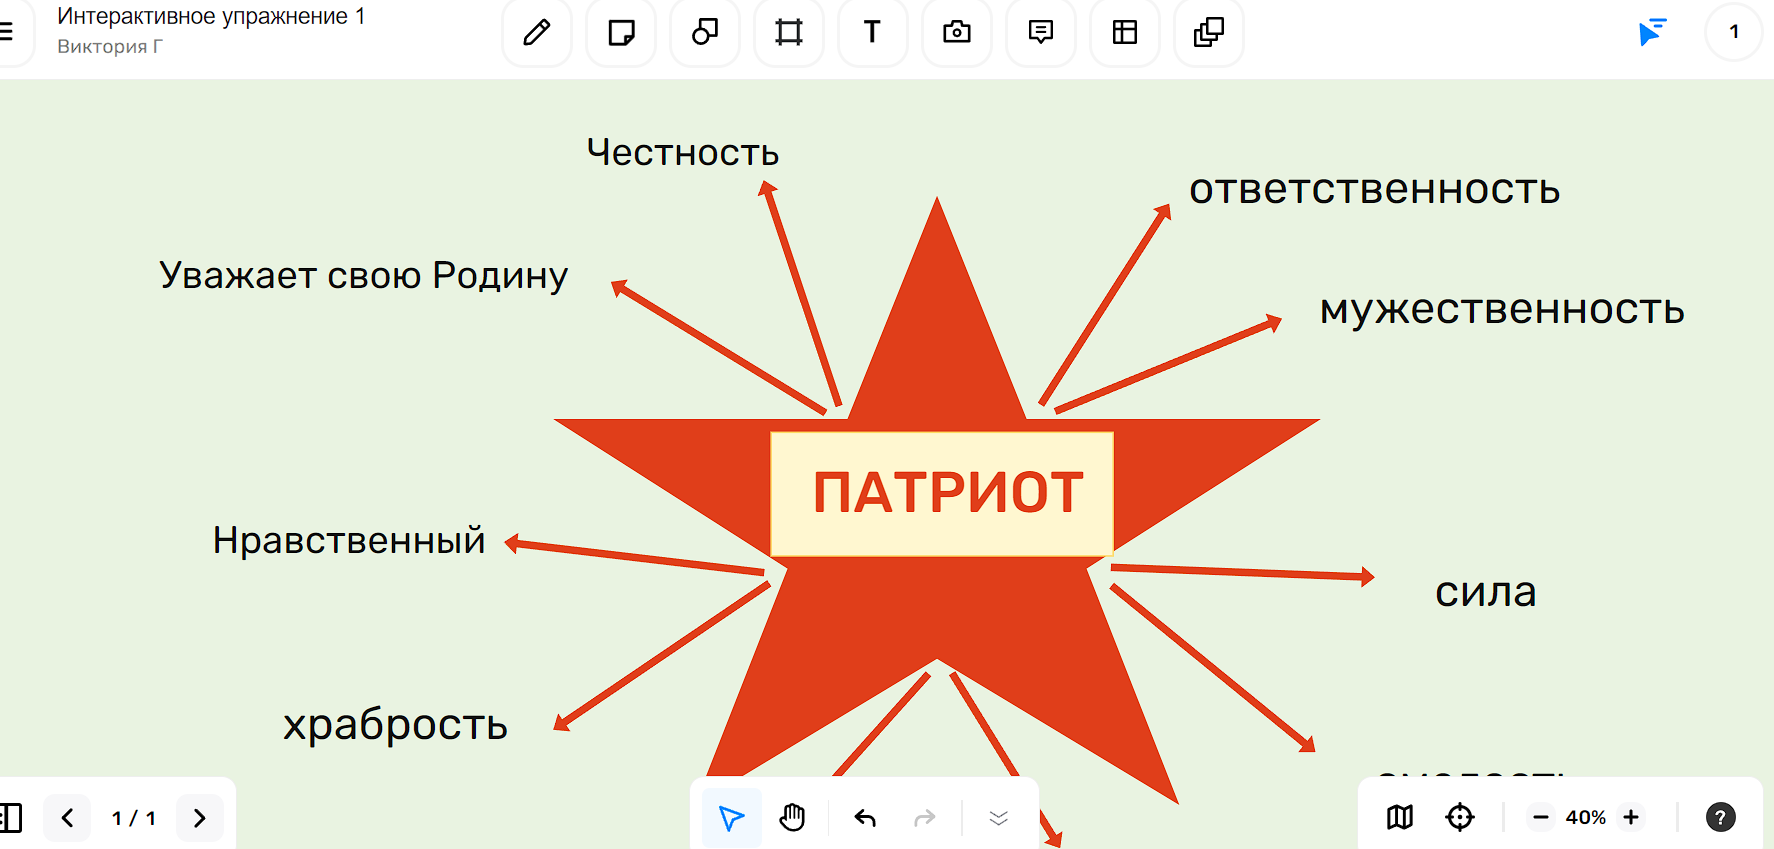 Интерактивное упражнение 1
Виктория Г
T
1
Честность
ответственность
Уважает свою Родину
мужественность
ПАТРИОТ
Нравственный
сила
храбрость
1 / 1
40%
?